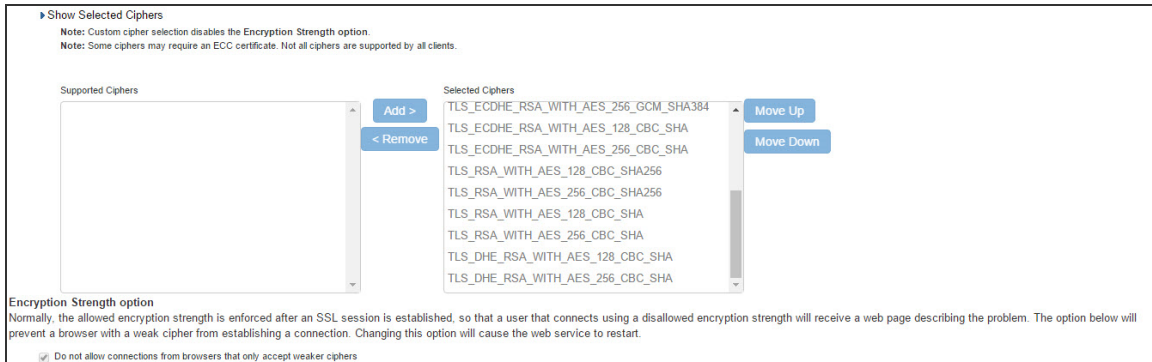 Show Selected Ciphers
Note: Custom cipher selection disables the Encryption Strength option.
Note: Some ciphers may require an ECC certificate. Not all ciphers are supported by all clients.
Supported Ciphers
Add >
< Remove
Selected Ciphers
TLS_ECDHE_RSA_WITH_AES_256_GCM_SHA384
TLS_ECDHE_RSA_WITH_AES_128_CBC_SHA
TLS_ECDHE_RSA_WITH_AES_256_CBC_SHA
TLS_RSA_WITH_AES_128_CBC_SHA256
TLS_RSA_WITH_AES_256_CBC_SHA256
TLS_RSA_WITH_AES_128_CBC_SHA
TLS_RSA_WITH_AES_256_CBC_SHA
TLS_DHE_RSA_WITH_AES_128_CBC_SHA
TLS_DHE_RSA_WITH_AES_256_CBC_SHA
Move Up
Move Down
Encryption Strength option
Normally, the allowed encryption strength is enforced after an SSL session is established, so that a user that connects using a disallowed encryption strength will receive a web page describing the problem. The option below will
prevent a browser with a weak cipher from establishing a connection. Changing this option will cause the web service to restart.
Do not allow connections from browsers that only accept weaker ciphers